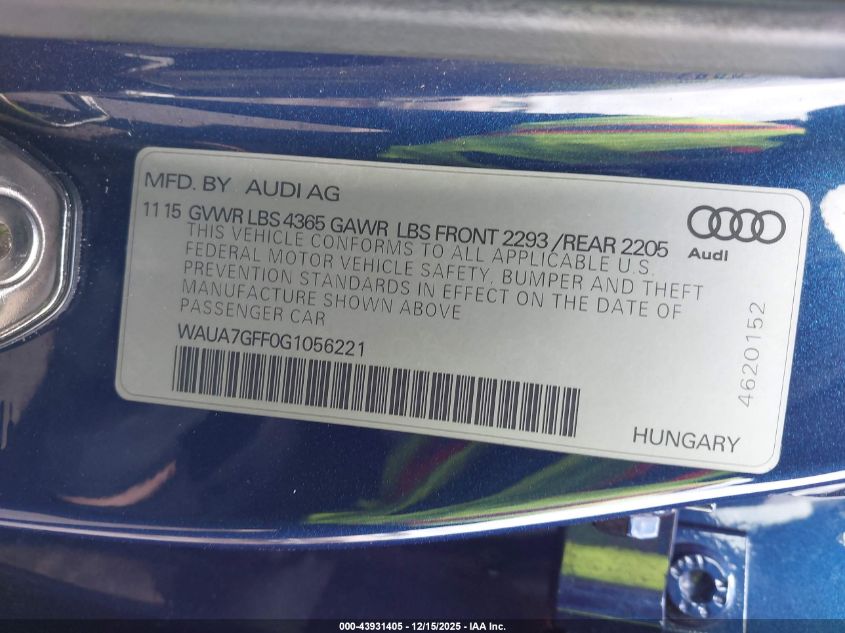 MFD. BY AUDI AG
11 15 GVWR LBS 4365 GAWR LBS FRONT 2293 /REAR 2205
THIS VEHICLE CONFORMS TO ALL APPLICABLE U.S.
FEDERAL MOTOR VEHICLE SAFETY, BUMPER AND THEFT
PREVENTION STANDARDS IN EFFECT ON THE DATE OF
MANUFACTURE SHOWN ABOVE
PASSENGER CAR
WAUA7GFF0G1056221
Audi
4620152
HUNGARY
000-43931405 - 12/15/2025 - IAA Inc.